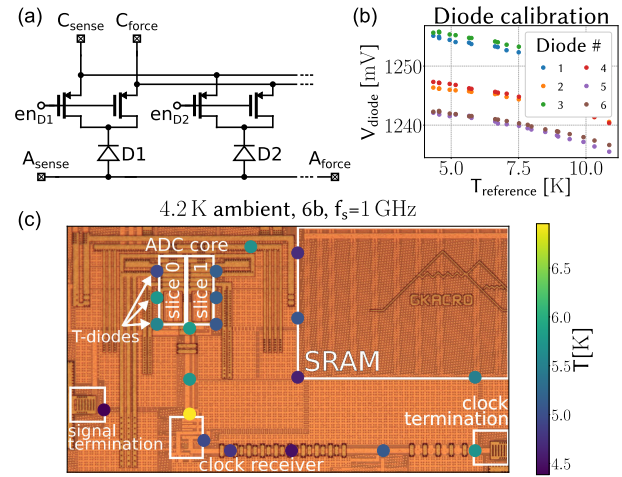 (a)
C_sense C_force
en_D1
en_D2
D1
D2
A_sense
A_force
(b)
Diode calibration
V_diode [mV]
1250
1240
5.0 7.5 10.0
T_reference [K]
Diode #
1 4
2 5
3 6
(c)
4.2 K ambient, 6b, f_s=1 GHz
ADC core
slice 0
slice 1
T-diodes
GKACRO
SRAM
signal
termination
clock
termination
clock receiver
6.5
6.0
5.5
5.0
4.5
T[K]